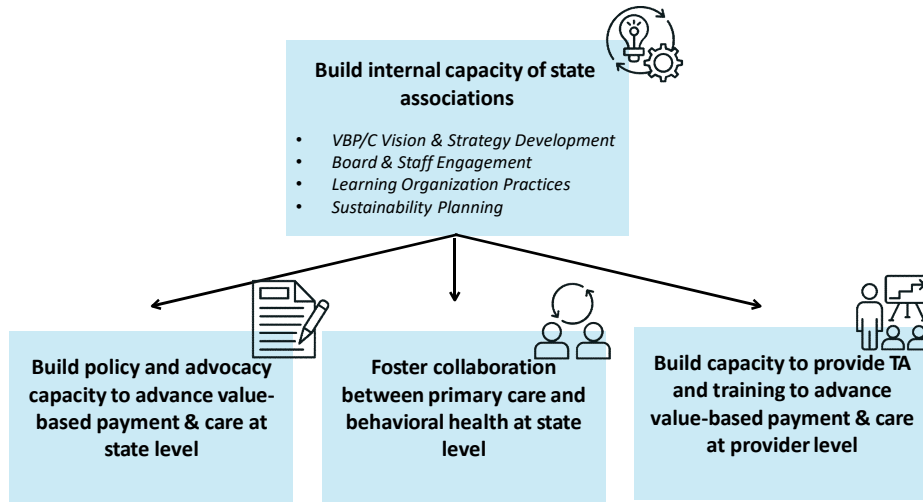 Build internal capacity of state
associations
• VBP/C Vision & Strategy Development
• Board & Staff Engagement
• Learning Organization Practices
• Sustainability Planning
Build policy and advocacy
capacity to advance value-
based payment & care at
state level
Foster collaboration
between primary care and
behavioral health at state
level
Build capacity to provide TA
and training to advance
value-based payment & care
at provider level